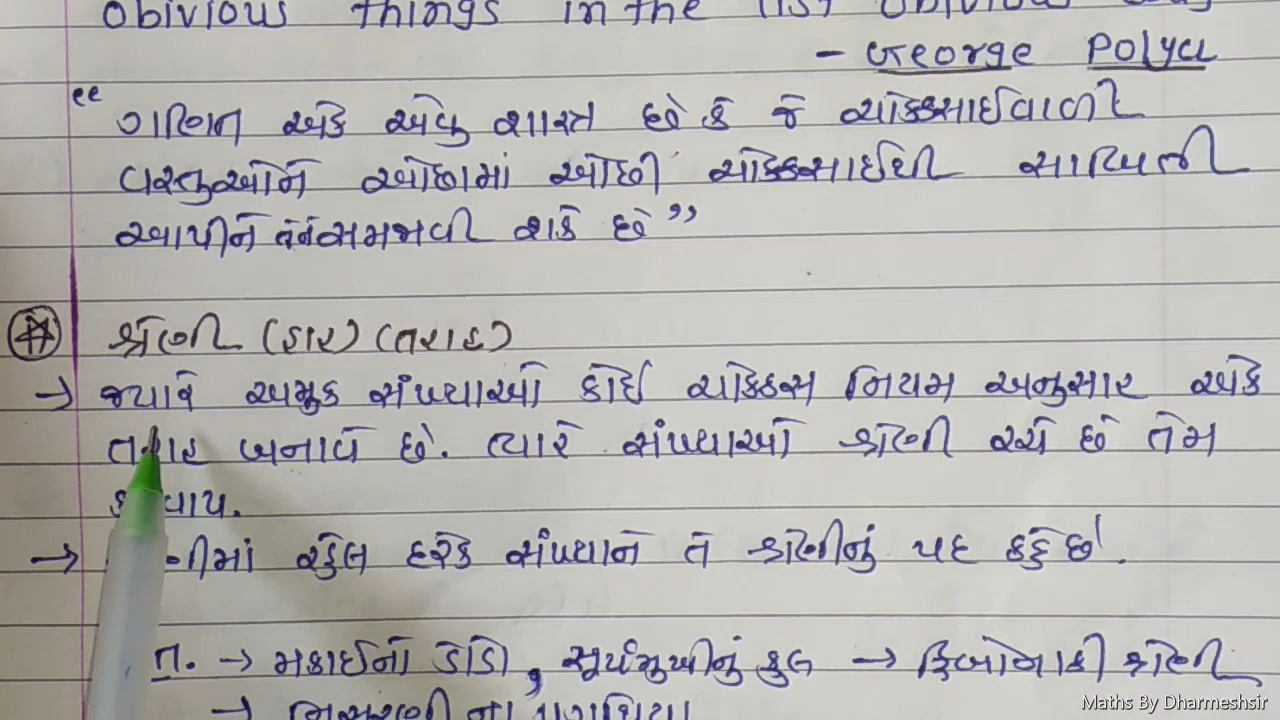 obivious things in the
- George Polya
“ ગણિત એક એવુ શાસ્ત્ર છે કે જે ચોક્કસાઈવાળી
વસ્તુઓને ઓછામાં ઓછી ચોક્કસાઈથી સાબિતી
આપીને સમજાવી શકે છે ”
શ્રેણી (હાર) (તરાહ)
→ જ્યારે અમુક સંખ્યાઓ કોઈ ચોક્કસ નિયમ અનુસાર એક
બનાવે છે. ત્યારે સંખ્યાઓ શ્રેણી રચે છે તેમ
→ રહેલ દરેક સંખ્યાને તે શ્રેણીનું પદ કહે છે.
→ મકાઈનો ડોડો, સૂર્યમુખીનું ફુલ → ફિબોનાકી શ્રેણી
→ નિસરણી ના પગથિયા
Maths By Dharmeshsir